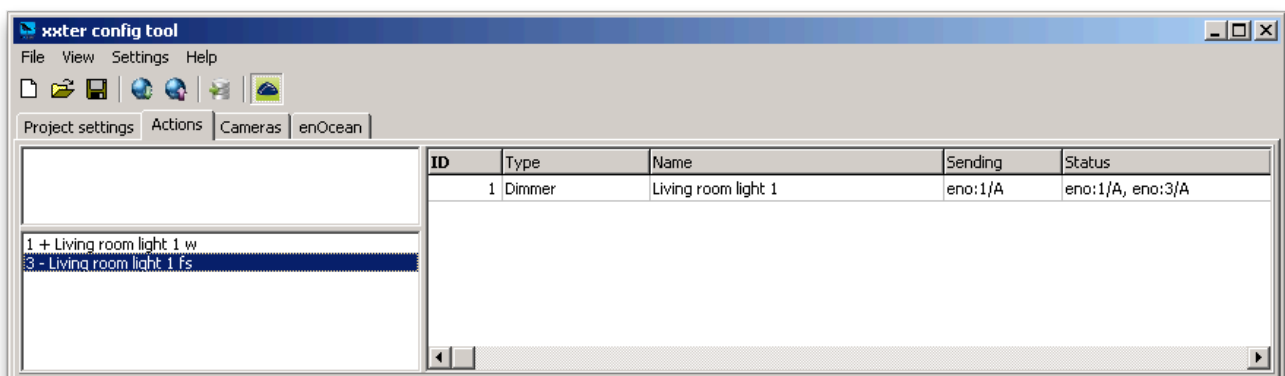 xxter config tool
File View Settings Help
Project settings Actions Cameras enOcean
ID Type Name Sending Status
1 Dimmer Living room light 1 eno:1/A eno:1/A, eno:3/A
1 + Living room light 1 w
3 - Living room light 1 fs